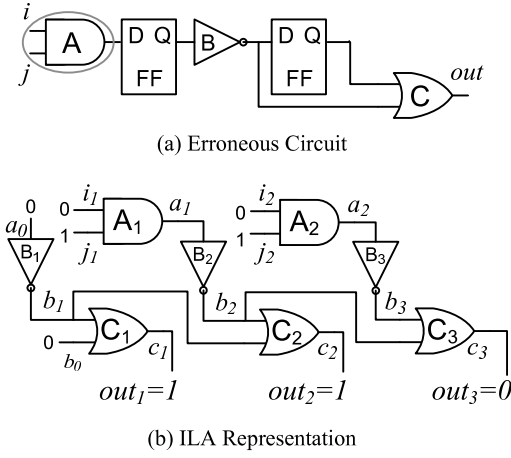 i
j
A
D Q
FF
B
D Q
FF
C
out
(a) Erroneous Circuit
0
a0
B1
0 i1
1 j1
A1
a1
B2
0 i2
1 j2
A2
a2
B3
b1
0
b0
C1
c1
b2
C2
c2
b3
C3
c3
out1=1
out2=1
out3=0
(b) ILA Representation